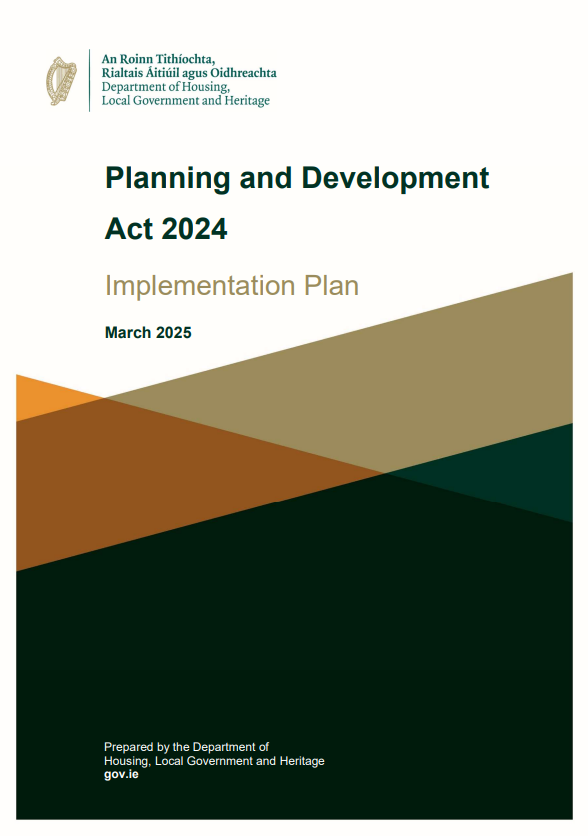 An Roinn Tithíochta,
Rialtais Áitiúil agus Oidhreachta
Department of Housing,
Local Government and Heritage
Planning and Development
Act 2024
Implementation Plan
March 2025
Prepared by the Department of
Housing, Local Government and Heritage
gov.ie